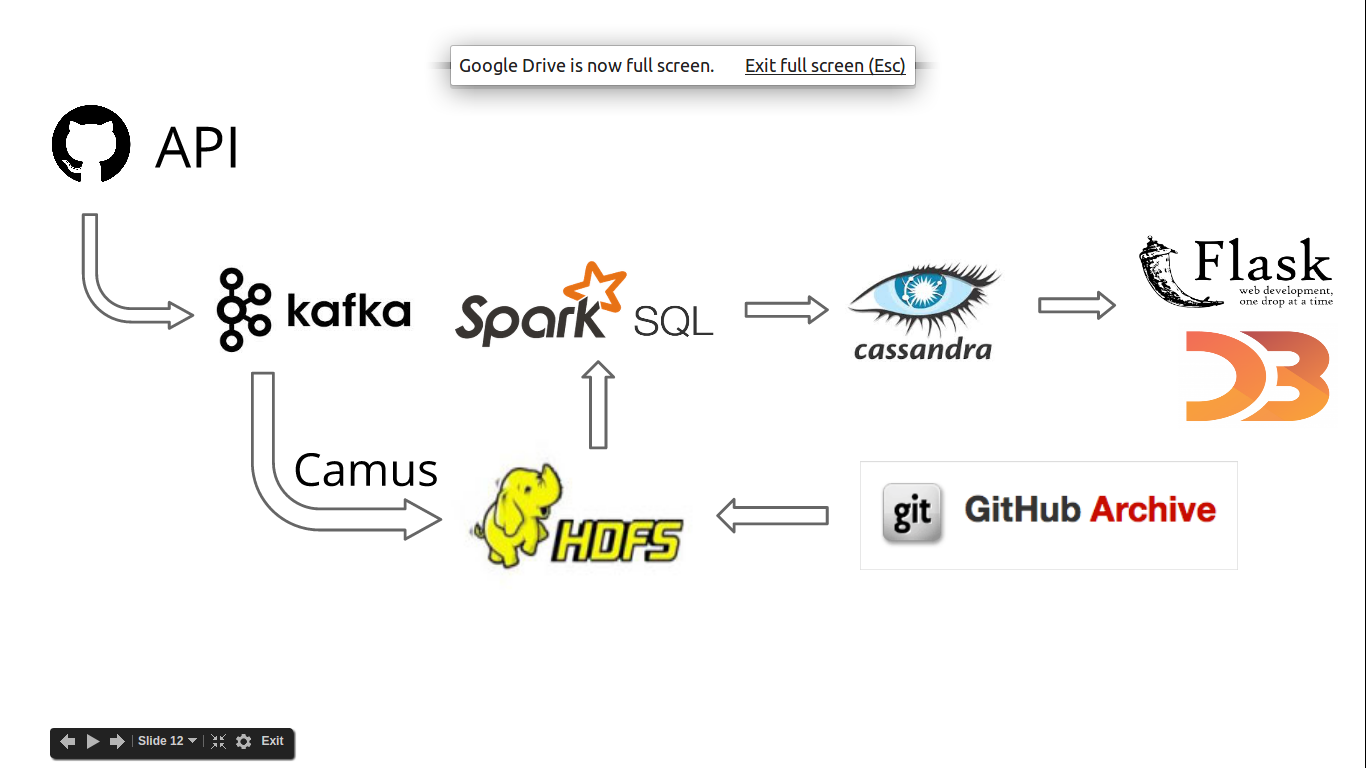 Google Drive is now full screen. Exit full screen (Esc)
API
kafka
Spark SQL
cassandra
Flask
web development,
one drop at a time
D3
Camus
HDFS
git GitHub Archive
Slide 12 Exit